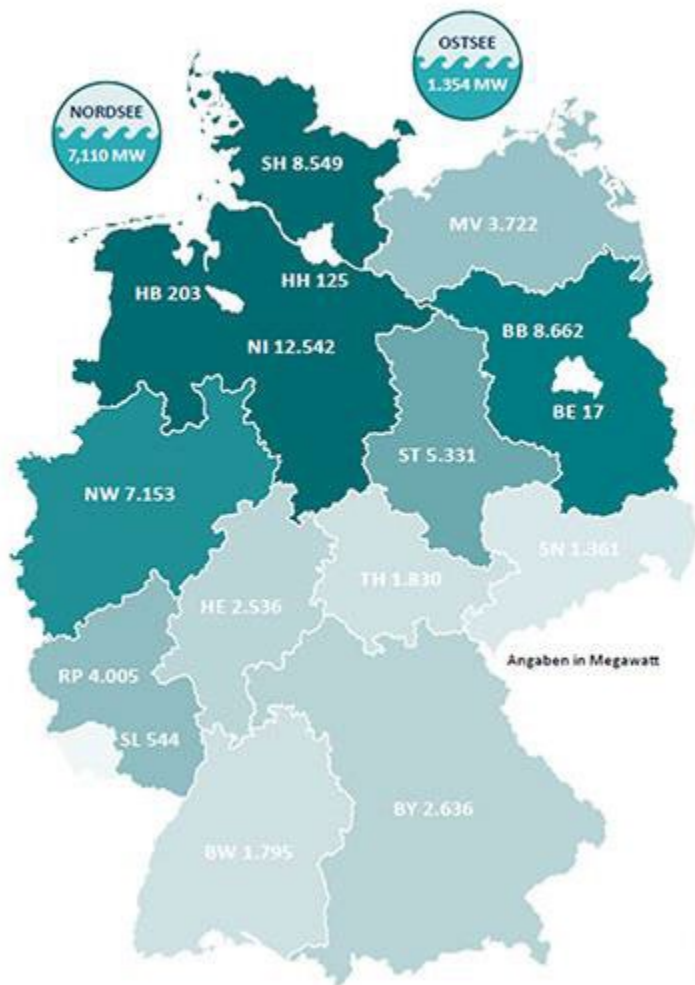 OSTSEE
1.354 MW
NORDSEE
7,110 MW
SH 8.549
MV 3.722
HH 125
HB 203
NI 12.542
BB 8.662
BE 17
ST 5.331
NW 7.153
SN 1.361
TH 1.830
HE 2.536
Angaben in Megawatt
RP 4.005
SL 544
BY 2.636
BW 1.795